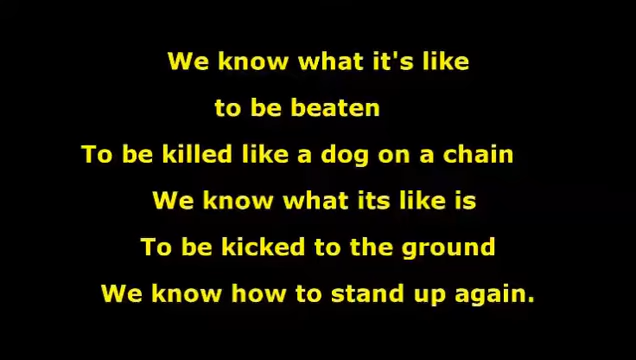 We know what it's like
to be beaten
To be killed like a dog on a chain
We know what its like is
To be kicked to the ground
We know how to stand up again.